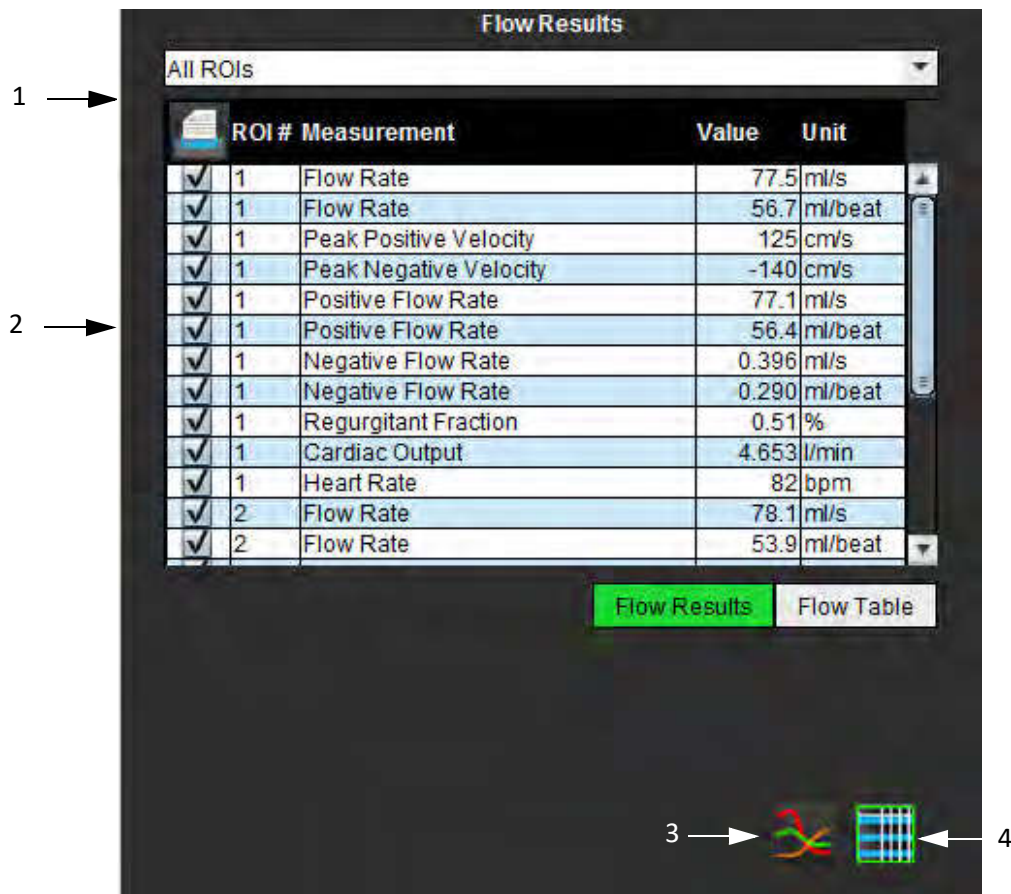 Flow Results
All ROIs
1
ROI # Measurement Value Unit
1 Flow Rate 77.5 ml/s
1 Flow Rate 56.7 ml/beat
1 Peak Positive Velocity 125 cm/s
1 Peak Negative Velocity -140 cm/s
1 Positive Flow Rate 77.1 ml/s
2
1 Positive Flow Rate 56.4 ml/beat
1 Negative Flow Rate 0.396 ml/s
1 Negative Flow Rate 0.290 ml/beat
1 Regurgitant Fraction 0.51 %
1 Cardiac Output 4.653 l/min
1 Heart Rate 82 bpm
2 Flow Rate 78.1 ml/s
2 Flow Rate 53.9 ml/beat
Flow Results Flow Table
3 4